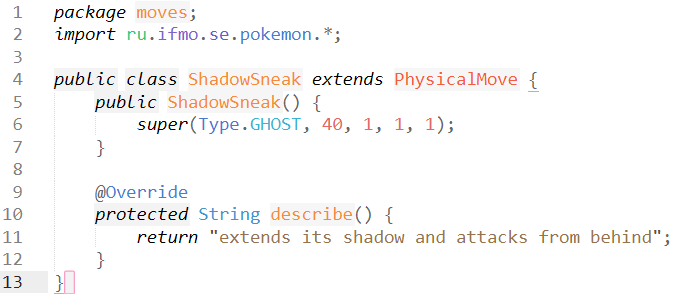 1 package moves;
2 import ru.ifmo.se.pokemon.*;
3
4 public class ShadowSneak extends PhysicalMove {
5     public ShadowSneak() {
6         super(Type.GHOST, 40, 1, 1, 1);
7     }
8
9     @Override
10     protected String describe() {
11         return "extends its shadow and attacks from behind";
12     }
13 }